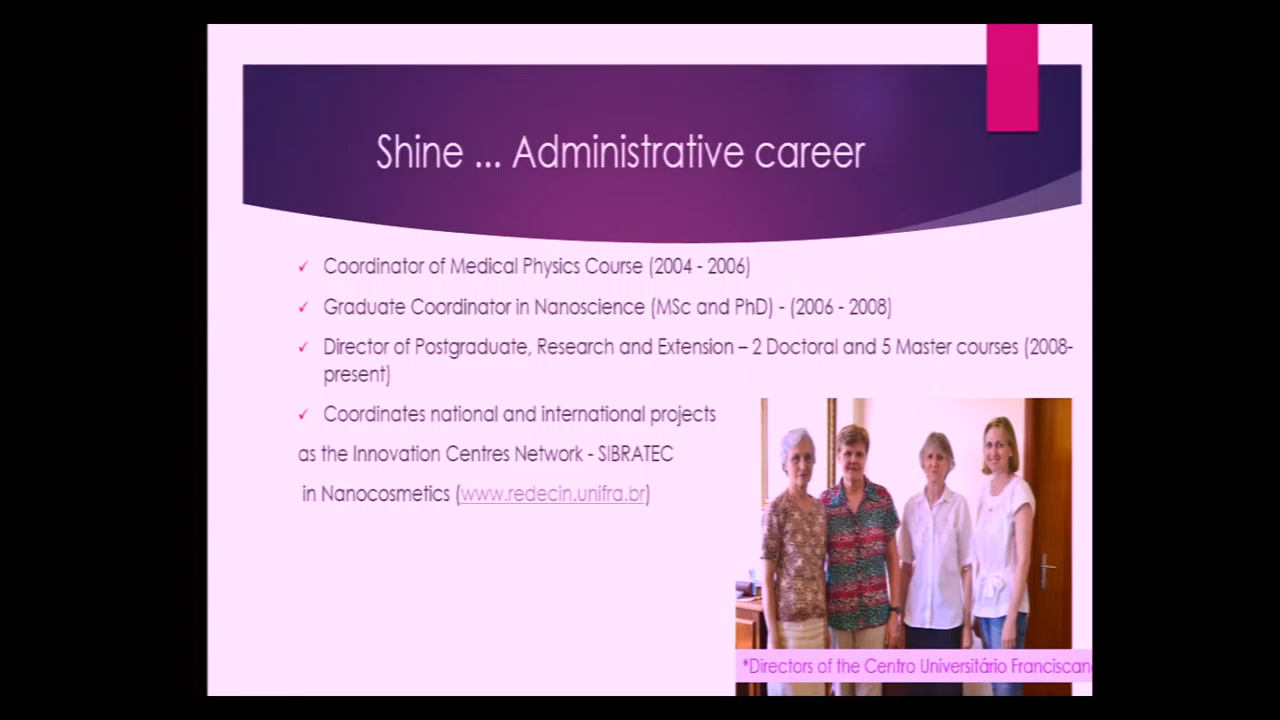 Shine ... Administrative career
✓ Coordinator of Medical Physics Course (2004 - 2006)
✓ Graduate Coordinator in Nanoscience (MSc and PhD) - (2006 - 2008)
✓ Director of Postgraduate, Research and Extension – 2 Doctoral and 5 Master courses (2008-
present)
✓ Coordinates national and international projects
as the Innovation Centres Network - SIBRATEC
in Nanocosmetics (www.redecin.unifra.br)
*Directors of the Centro Universitário Franciscan